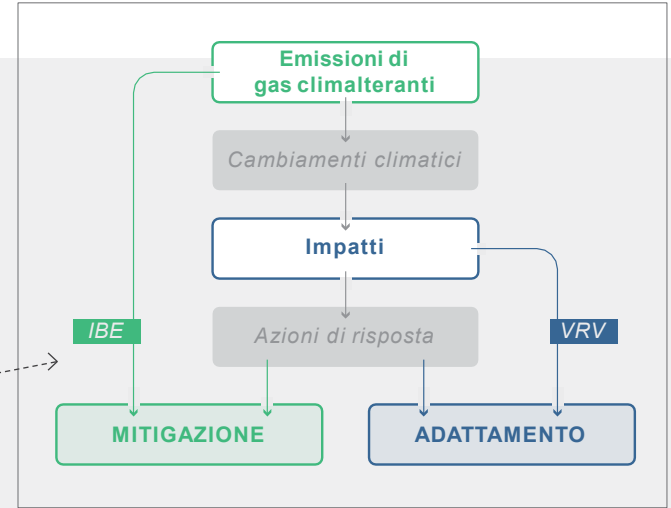 Emissioni di
gas climalteranti
Cambiamenti climatici
Impatti
IBE
Azioni di risposta
VRV
MITIGAZIONE
ADATTAMENTO